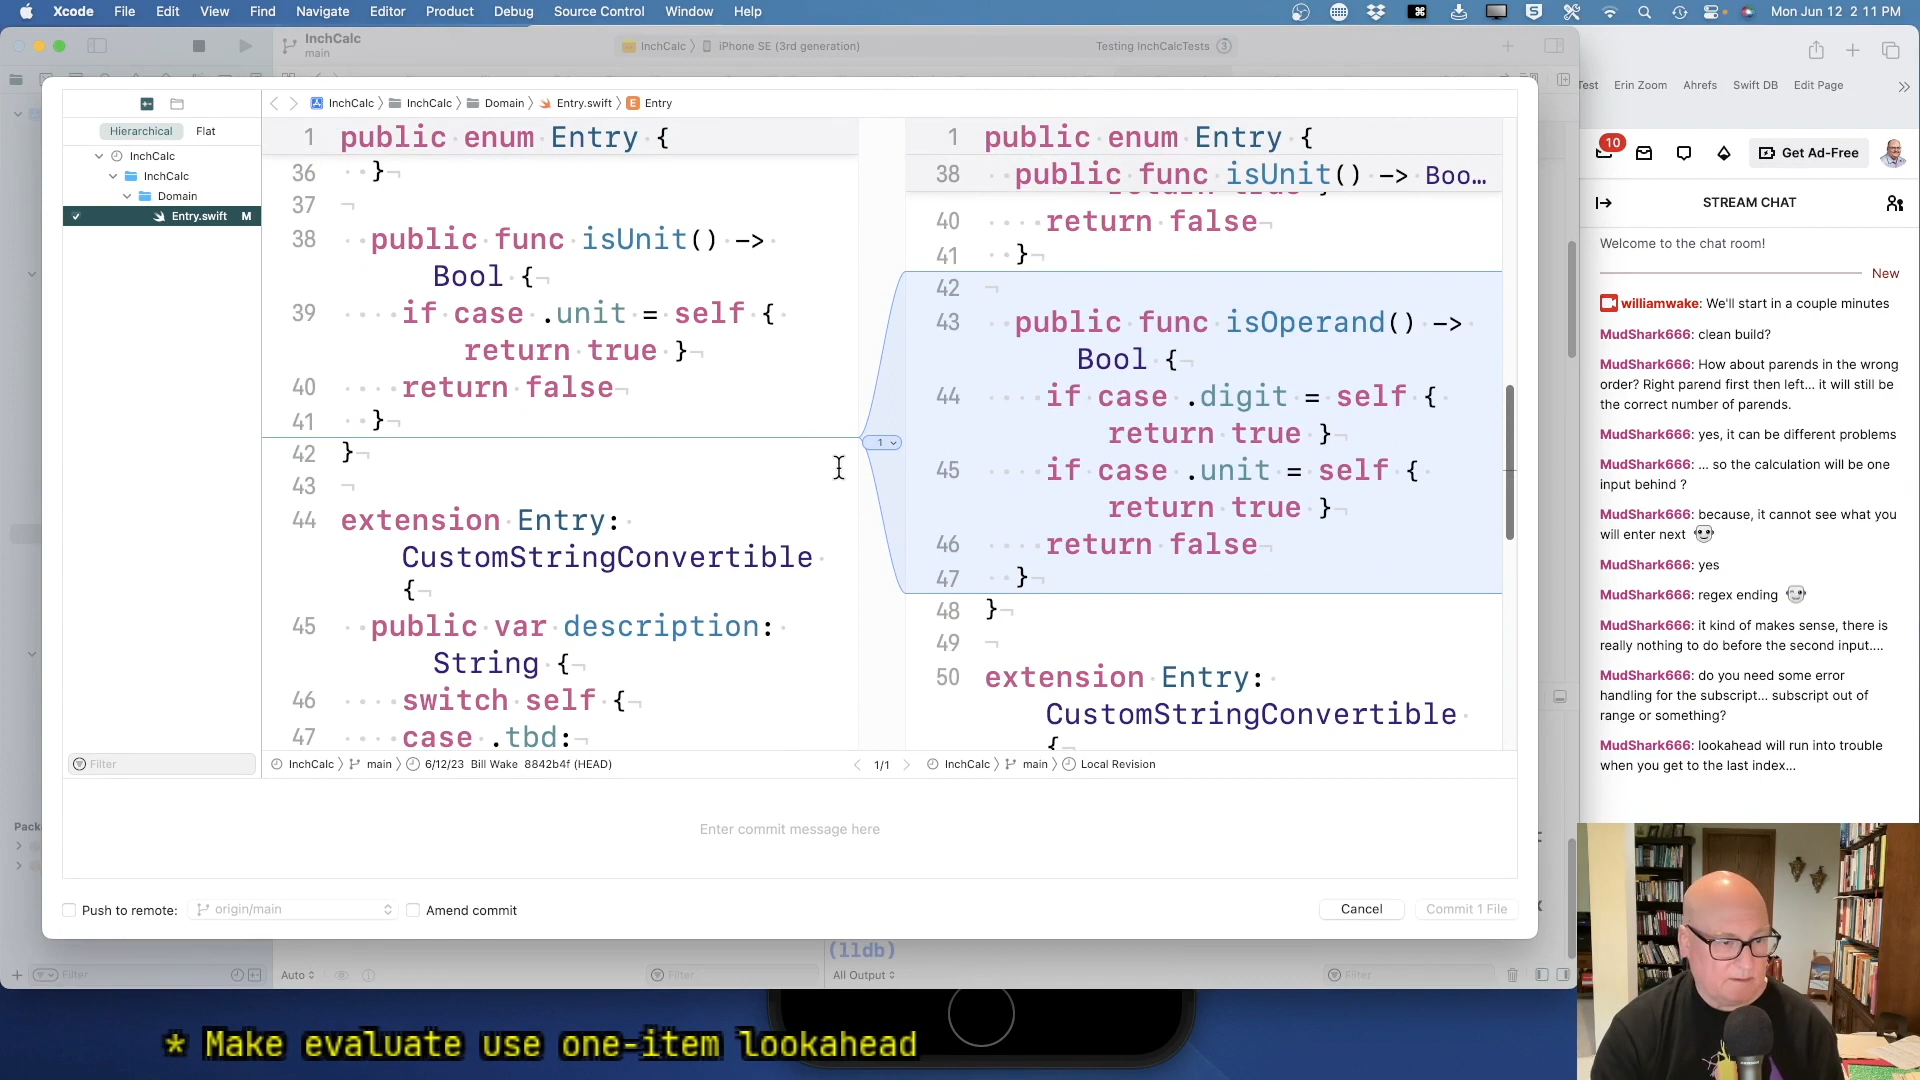 Xcode File Edit View Find Navigate Editor Product Debug Source Control Window Help
Mon Jun 12 2 11 PM
InchCalc
main
InchCalc
iPhone SE (3rd generation)
Testing InchCalcTests 3
Hierarchical Flat
InchCalc
InchCalc
Domain
Entry.swift M
Filter
InchCalc InchCalc Domain Entry.swift E Entry
1 public enum Entry {
36 }
37
38 public func isUnit() ->
Bool {
39 if case .unit = self {
return true }
40 return false
41 }
42 }
43
44 extension Entry:
CustomStringConvertible
{
45 public var description:
String {
46 switch self {
47 case .tbd:
1
1 public enum Entry {
38 public func isUnit() -> Boo…
40 return false
41 }
42
43 public func isOperand() ->
Bool {
44 if case .digit = self {
return true }
45 if case .unit = self {
return true }
46 return false
47 }
48 }
49
50 extension Entry:
CustomStringConvertible
{
InchCalc main 6/12/23 Bill Wake 8842b4f (HEAD)
1/1
InchCalc main Local Revision
Enter commit message here
Push to remote: origin/main Amend commit
Cancel Commit 1 File
Pack
(lldb)
Filter
Auto
Filter
All Output
Filter
* Make evaluate use one-item lookahead
Erin Zoom Ahrefs Swift DB Edit Page
10
Get Ad-Free
STREAM CHAT
Welcome to the chat room!
New
williamwake: We'll start in a couple minutes
MudShark666: clean build?
MudShark666: How about parends in the wrong
order? Right parend first then left... it will still be
the correct number of parends.
MudShark666: yes, it can be different problems
MudShark666: ... so the calculation will be one
input behind ?
MudShark666: because, it cannot see what you
will enter next
MudShark666: yes
MudShark666: regex ending
MudShark666: it kind of makes sense, there is
really nothing to do before the second input....
MudShark666: do you need some error
handling for the subscript... subscript out of
range or something?
MudShark666: lookahead will run into trouble
when you get to the last index...